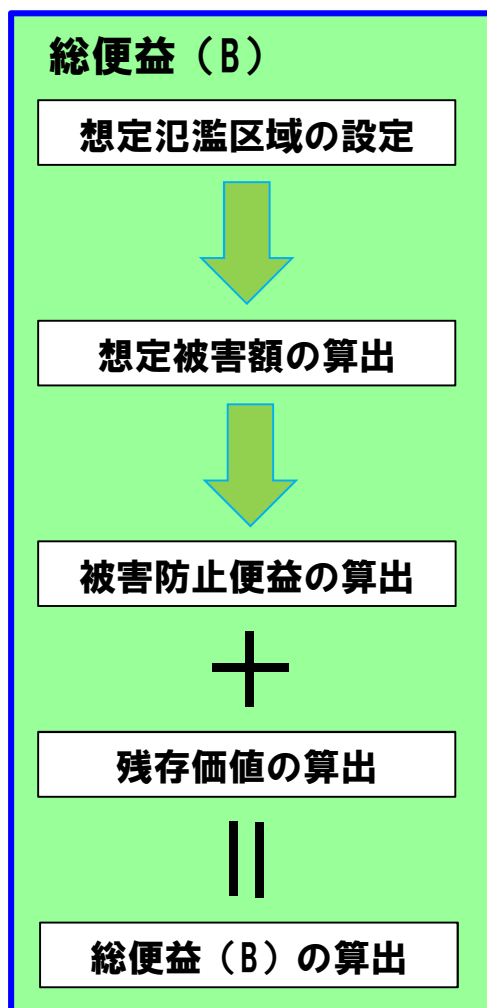 総便益（B）
想定氾濫区域の設定
想定被害額の算出
被害防止便益の算出
＋
残存価値の算出
総便益（B）の算出